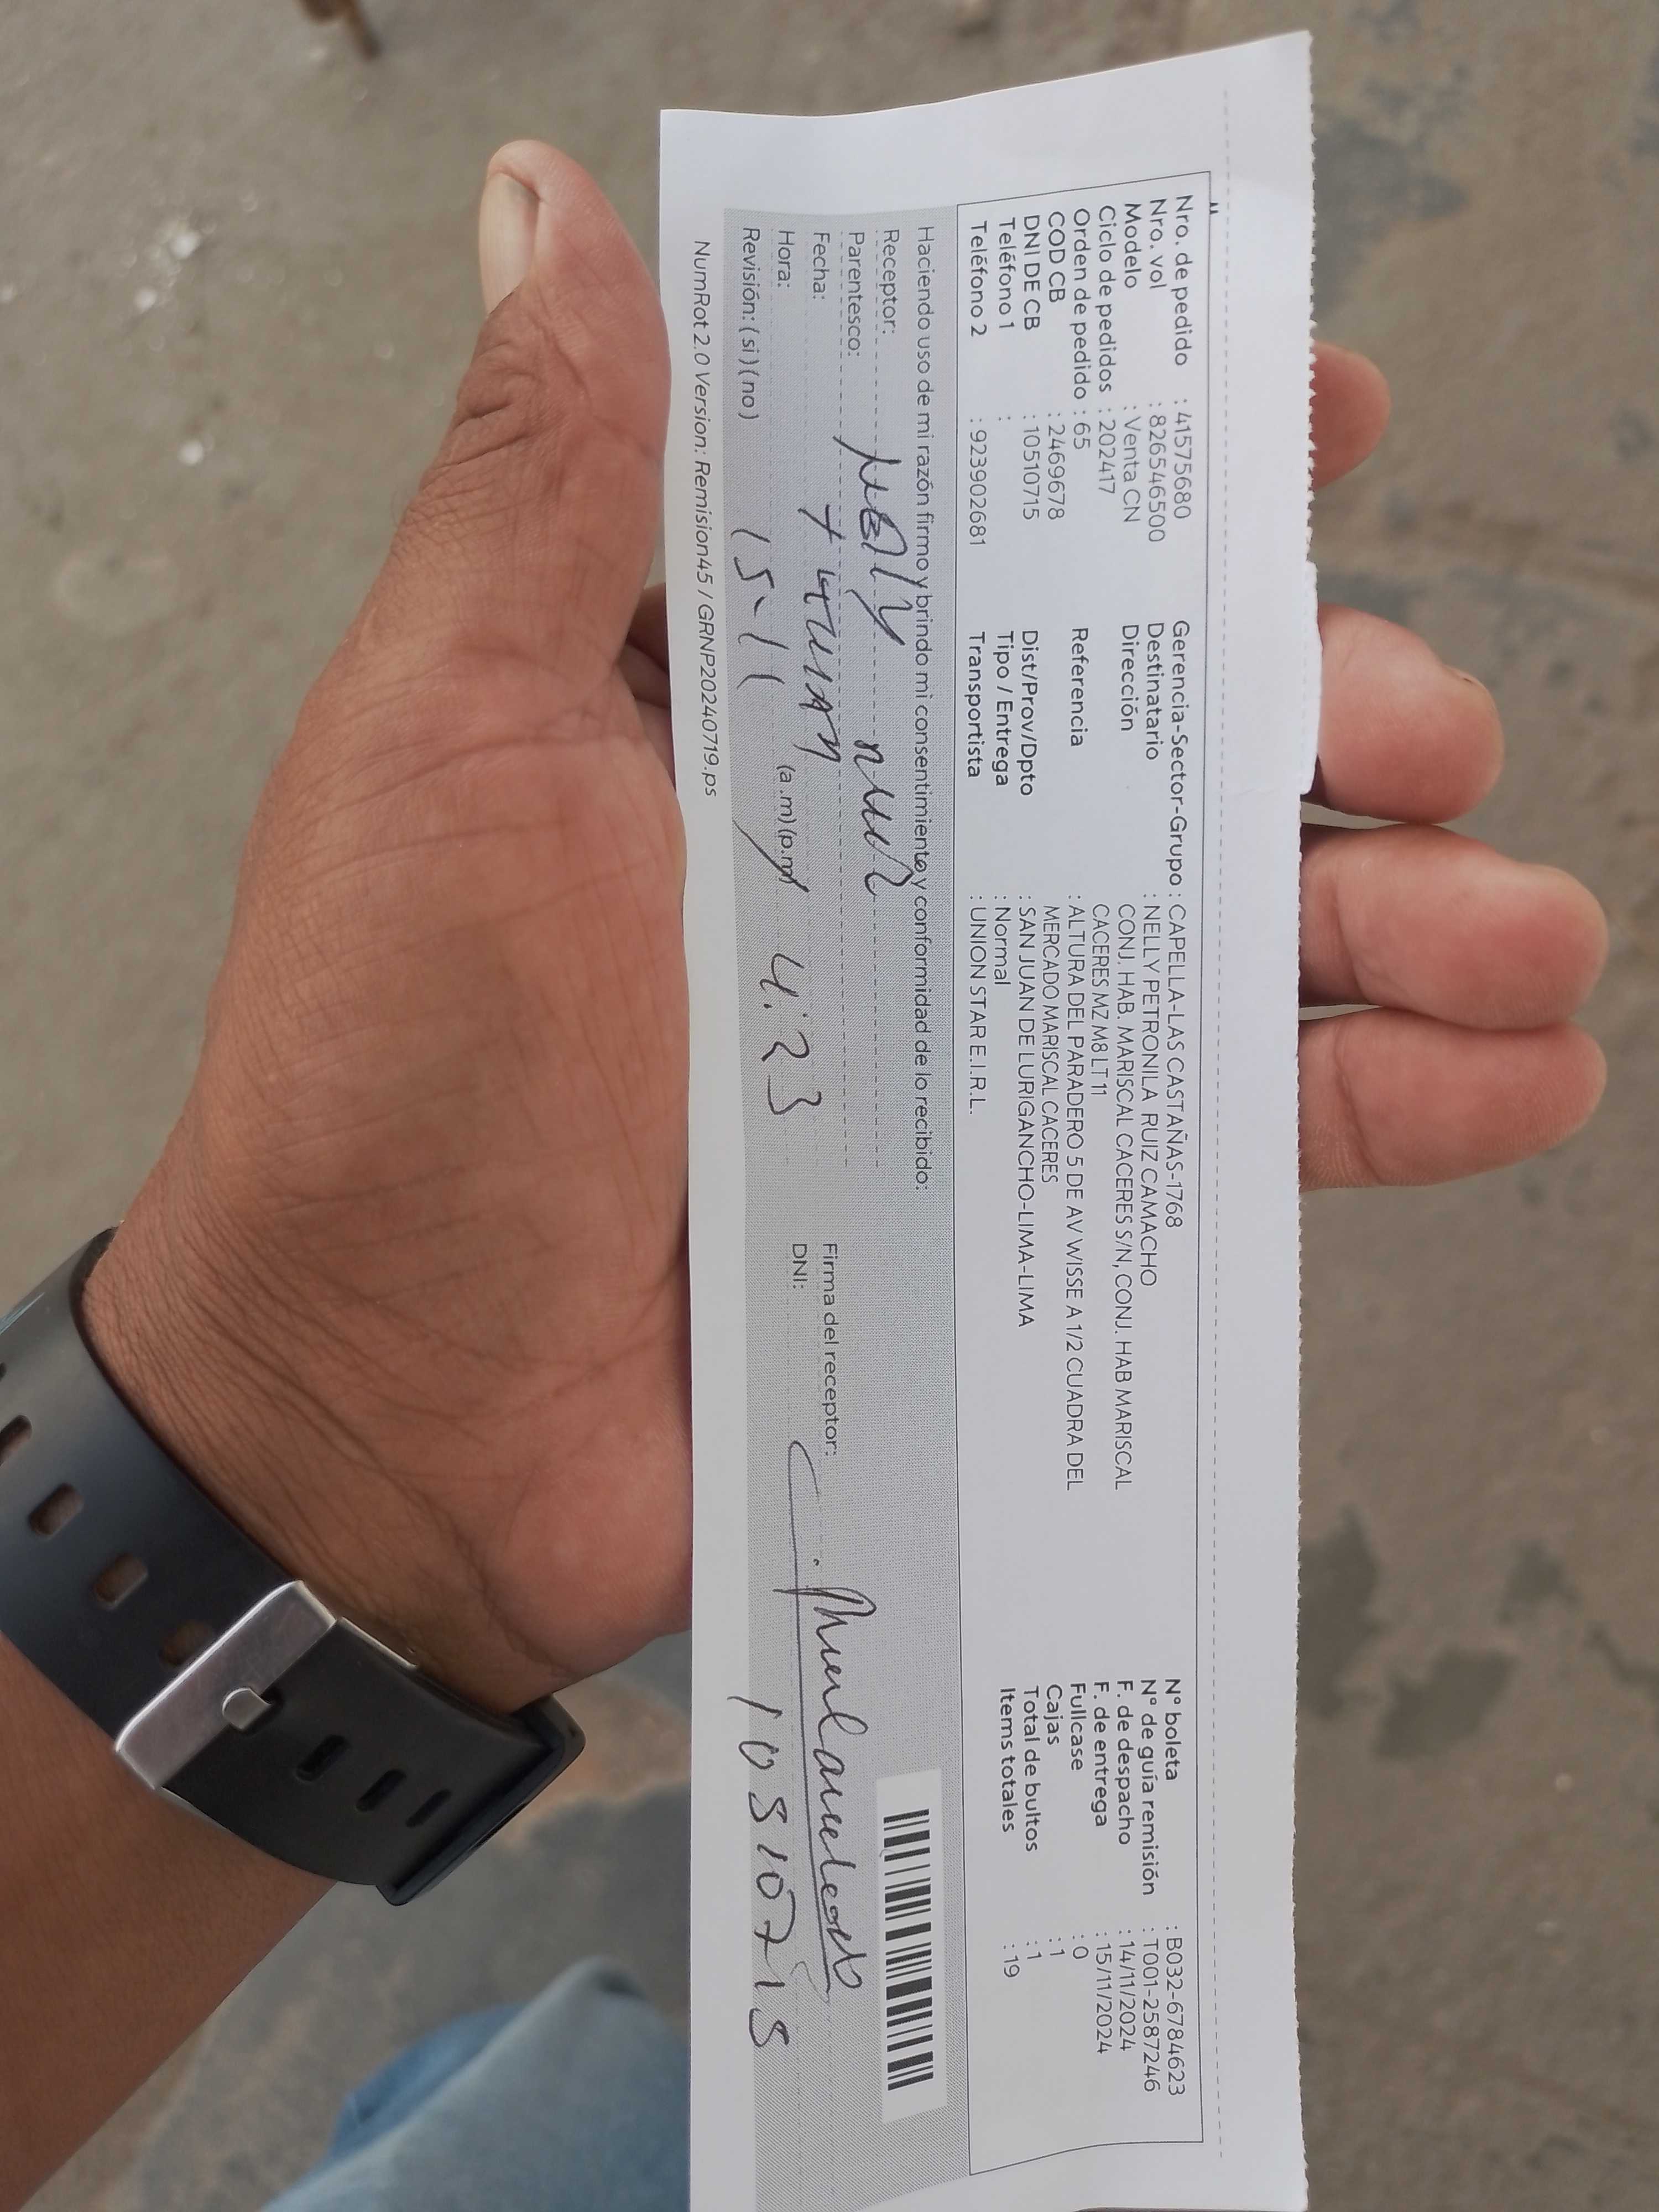 Nro. de pedido : 41575680
Nro. vol : 826546500
Modelo : Venta CN
Ciclo de pedidos : 202417
Orden de pedido : 65
COD CB : 2469678
DNI DE CB : 10510715
Teléfono 1 :
Teléfono 2 : 923902681
Gerencia-Sector-Grupo : CAPELLA-LAS CASTAÑAS-1768
Destinatario : NELLY PETRONILA RUIZ CAMACHO
Dirección CONJ. HAB. MARISCAL CACERES S/N, CONJ. HAB MARISCAL
CACERES MZ M8 LT 11
Referencia : ALTURA DEL PARADERO 5 DE AV WISSE A 1/2 CUADRA DEL
MERCADO MARISCAL CACERES
Dist/Prov/Dpto : SAN JUAN DE LURIGANCHO-LIMA-LIMA
Tipo / Entrega : Normal
Transportista : UNION STAR E.I.R.L.
N° boleta : B032-6784623
N° de guía remisión : T001-2587246
F. de despacho : 14/11/2024
F. de entrega : 15/11/2024
Fullcase : 0
Cajas : 1
Total de bultos : 1
Items totales : 19
Haciendo uso de mi razón firmo y brindo mi consentimiento y conformidad de lo recibido:
Receptor:
Parentesco: Nelly
Fecha:
Hora: (a.m)(p.m) 4:23
Revisión: (si)(no) 15-11
Firma del receptor:
DNI: 10510715
NumRot 2.0 Version: Remision45 / GRNP20240719.ps